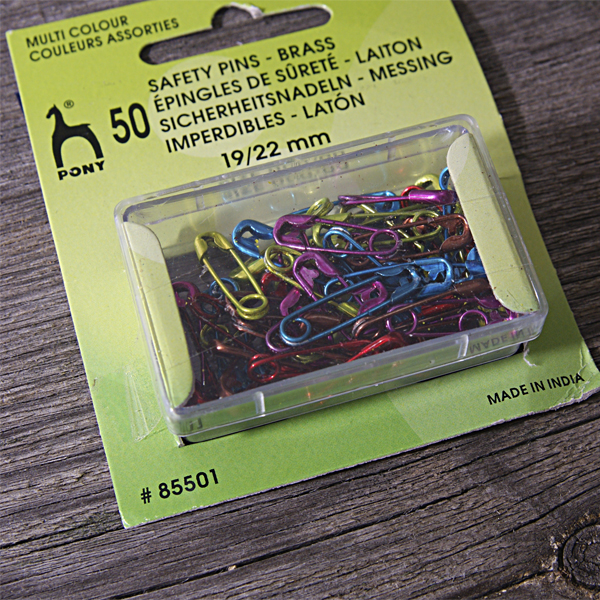 MULTI COLOUR
COULEURS ASSORTIES
®
PONY
50
SAFETY PINS - BRASS
ÉPINGLES DE SÛRETÉ - LAITON
SICHERHEITSNADELN - MESSING
IMPERDIBLES - LATÓN
19/22 mm
MADE IN INDIA
# 85501